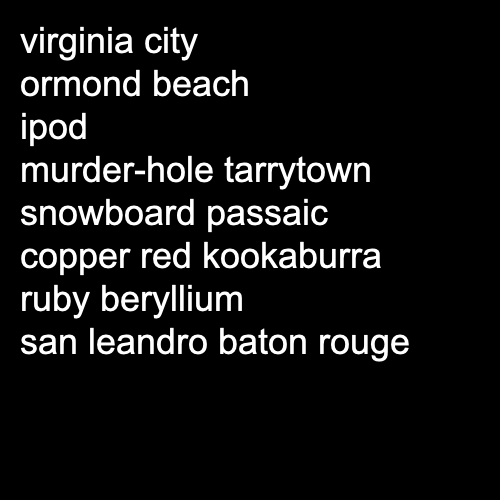 virginia city
ormond beach
ipod
murder-hole tarrytown
snowboard passaic
copper red kookaburra
ruby beryllium
san leandro baton rouge